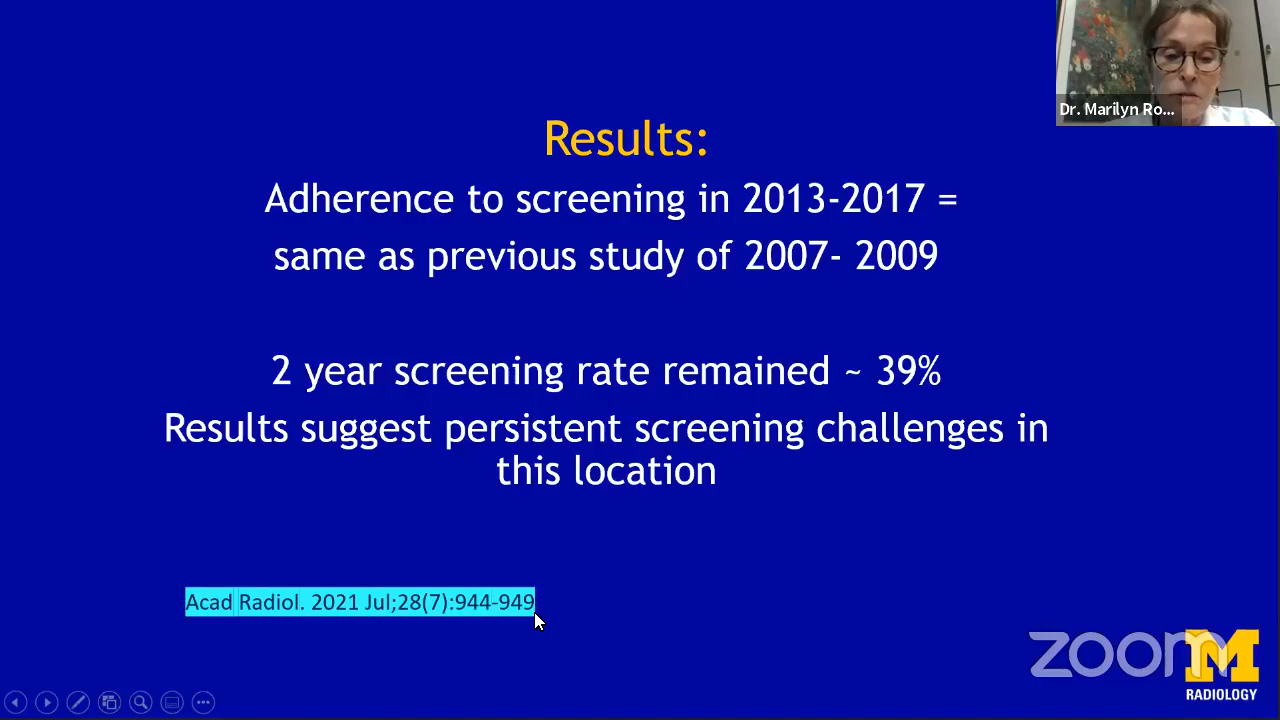 Dr. Marilyn Ro...
Results:
Adherence to screening in 2013-2017 =
same as previous study of 2007- 2009
2 year screening rate remained ~ 39%
Results suggest persistent screening challenges in
this location
Acad Radiol. 2021 Jul;28(7):944-949
zoom
M
RADIOLOGY